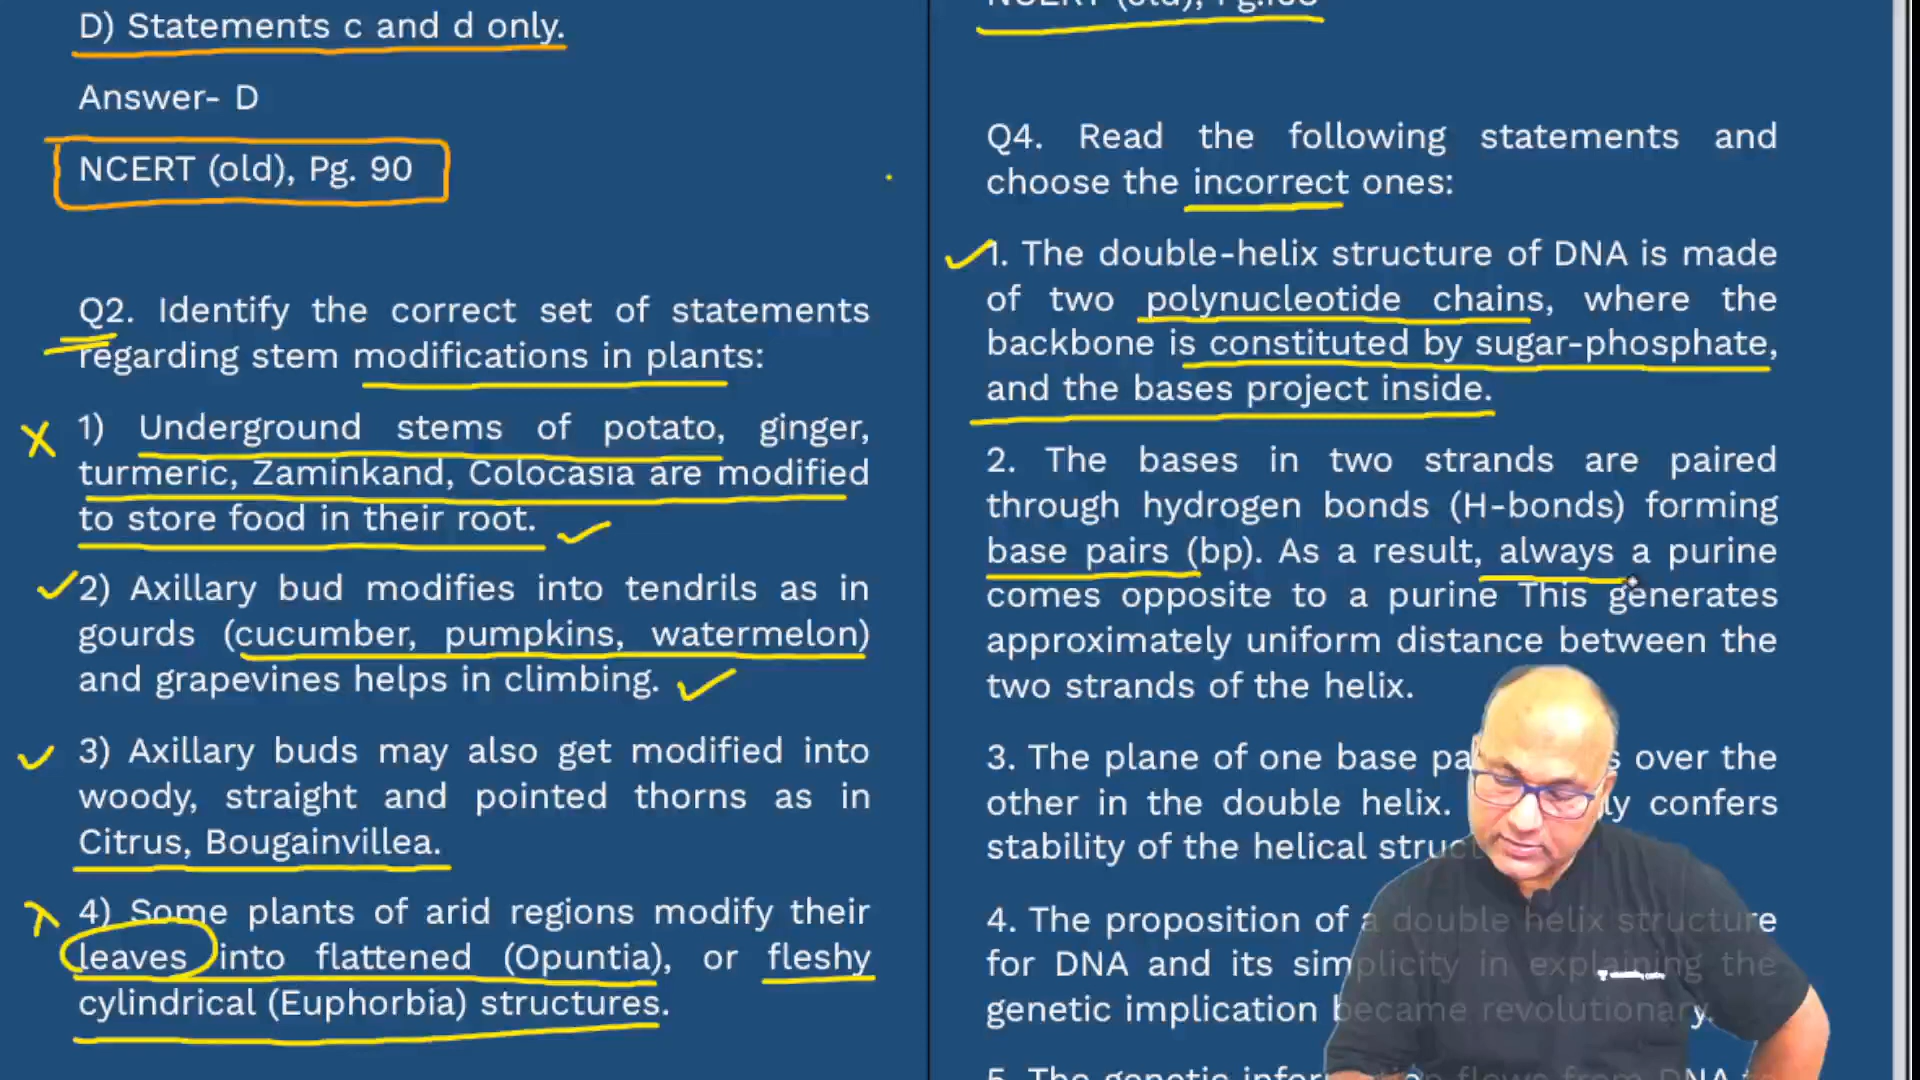 D) Statements c and d only.
Answer- D
NCERT (old), Pg. 90
Q2. Identify the correct set of statements
regarding stem modifications in plants:
1) Underground stems of potato, ginger,
turmeric, Zaminkand, Colocasia are modified
to store food in their root.
2) Axillary bud modifies into tendrils as in
gourds (cucumber, pumpkins, watermelon)
and grapevines helps in climbing.
3) Axillary buds may also get modified into
woody, straight and pointed thorns as in
Citrus, Bougainvillea.
4) Some plants of arid regions modify their
leaves into flattened (Opuntia), or fleshy
cylindrical (Euphorbia) structures.
NCERT (old), Pg.
Q4. Read the following statements and
choose the incorrect ones:
1. The double-helix structure of DNA is made
of two polynucleotide chains, where the
backbone is constituted by sugar-phosphate,
and the bases project inside.
2. The bases in two strands are paired
through hydrogen bonds (H-bonds) forming
base pairs (bp). As a result, always a purine
comes opposite to a purine This generates
approximately uniform distance between the
two strands of the helix.
3. The plane of one base over the
other in the double helix. confers
stability of the helical
4. The proposition of a double helix structure
for DNA and its simplicity in explaining the
genetic implication became revolutionary.
5. The genetic information flows from DNA